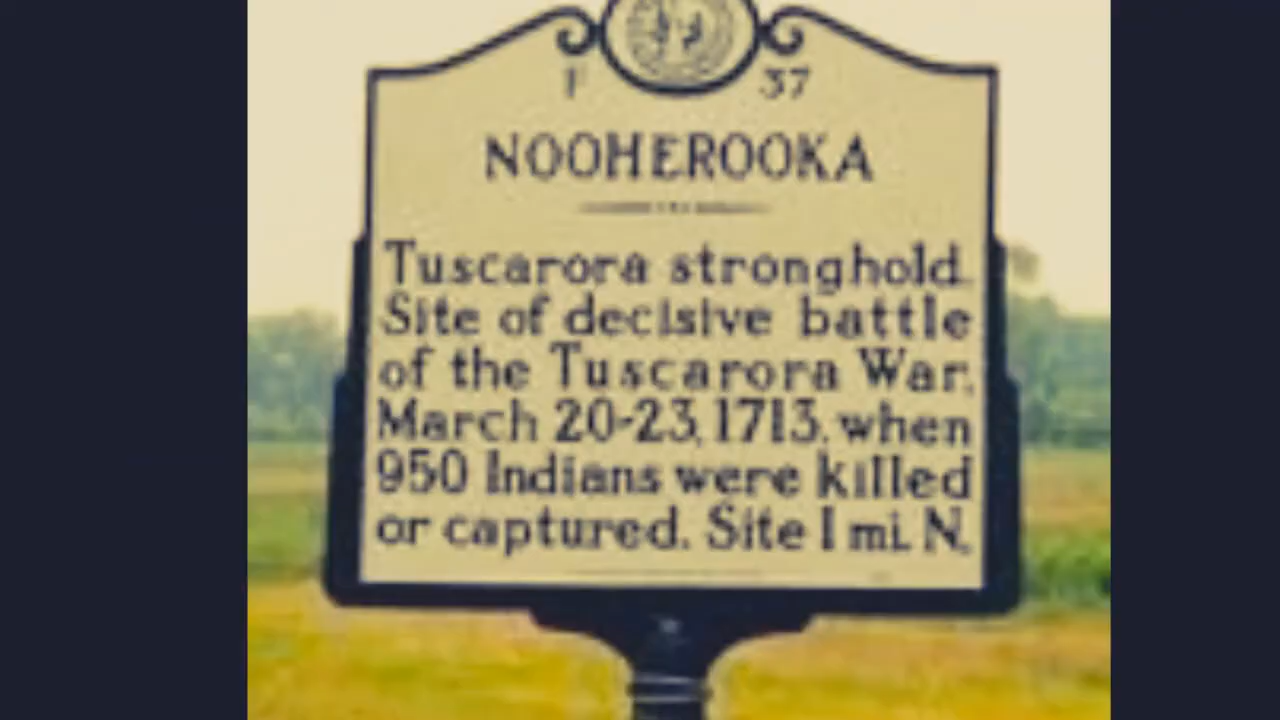 F 37
NOOHEROOKA
Tuscarora stronghold.
Site of decisive battle
of the Tuscarora War,
March 20-23, 1713, when
950 Indians were killed
or captured. Site 1 mi. N.